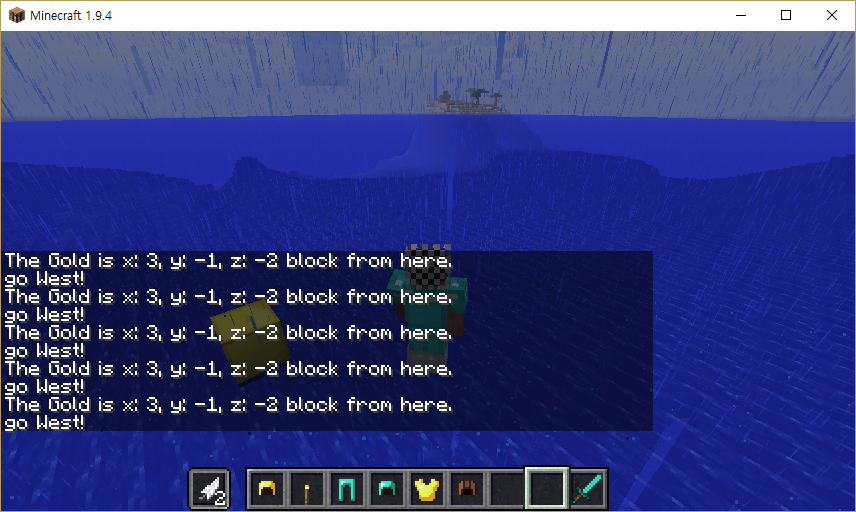 Minecraft 1.9.4
The Gold is x: 3, y: -1, z: -2 block from here.
go West!
The Gold is x: 3, y: -1, z: -2 block from here.
go West!
The Gold is x: 3, y: -1, z: -2 block from here.
go West!
The Gold is x: 3, y: -1, z: -2 block from here.
go West!
The Gold is x: 3, y: -1, z: -2 block from here.
go West!
2